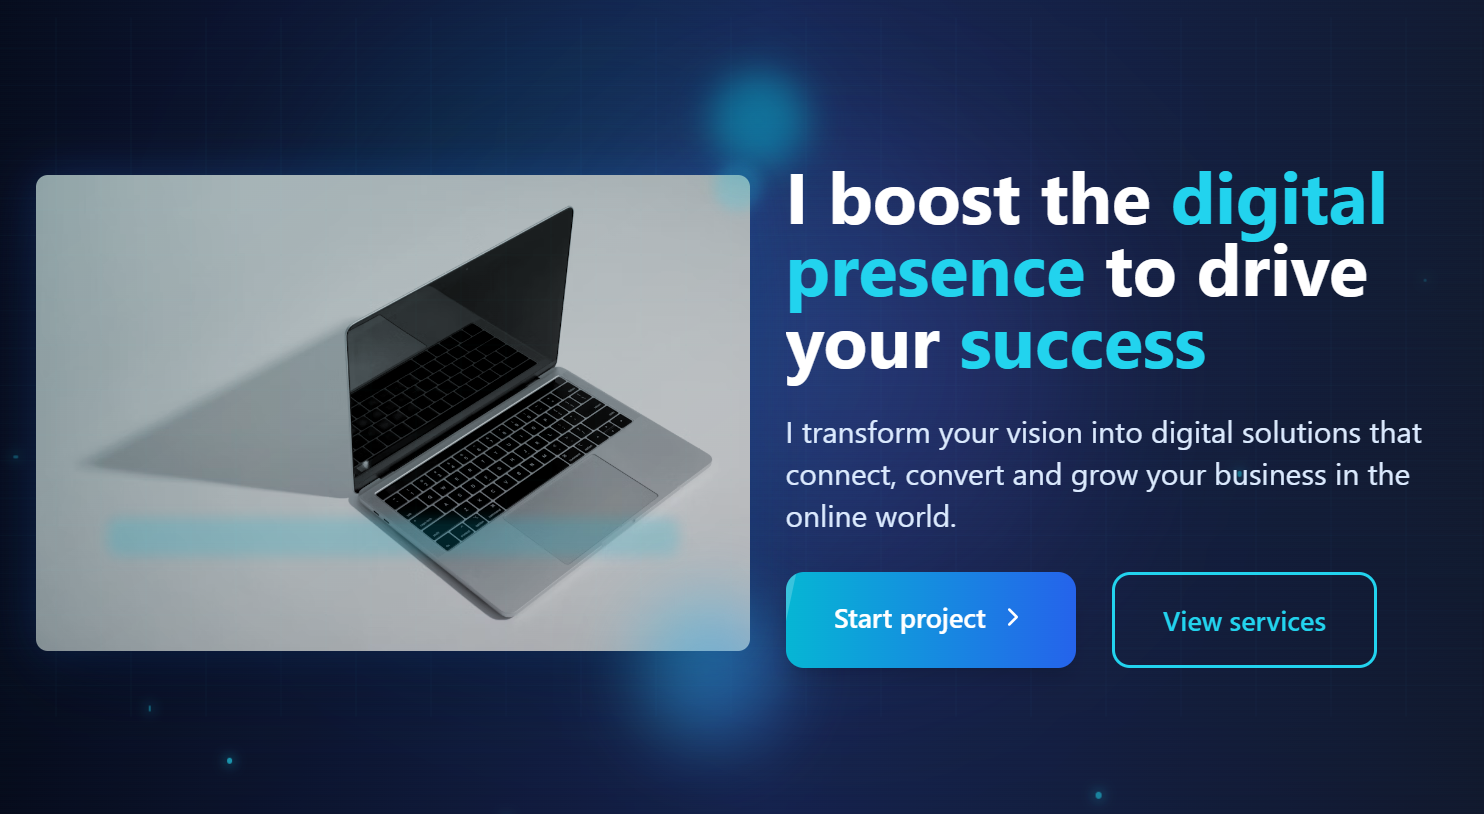 I boost the digital
presence to drive
your success
I transform your vision into digital solutions that
connect, convert and grow your business in the
online world.
Start project
View services